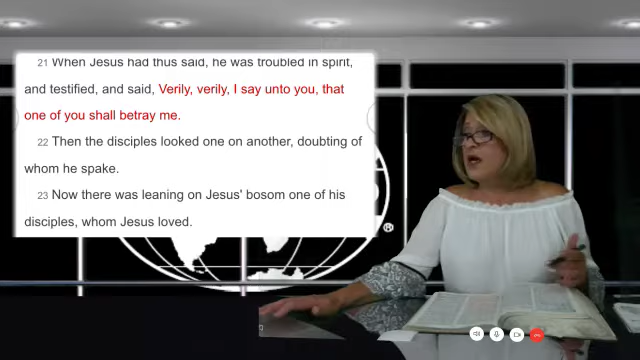 21 When Jesus had thus said, he was troubled in spirit,
and testified, and said, Verily, verily, I say unto you, that
one of you shall betray me.
22 Then the disciples looked one on another, doubting of
whom he spake.
23 Now there was leaning on Jesus' bosom one of his
disciples, whom Jesus loved.
®